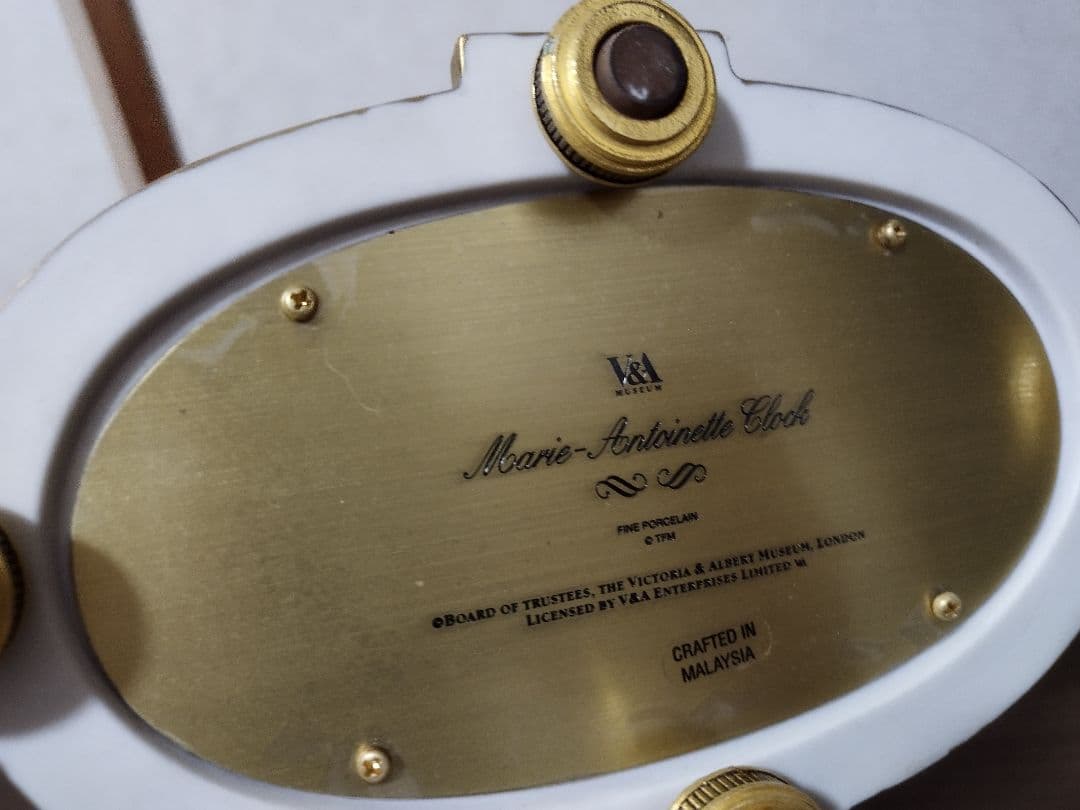 V&A
MUSEUM
Marie-Antoinette Clock
FINE PORCELAIN
© TFM
©BOARD OF TRUSTEES, THE VICTORIA & ALBERT MUSEUM, LONDON
LICENSED BY V&A ENTERPRISES LIMITED
CRAFTED IN
MALAYSIA